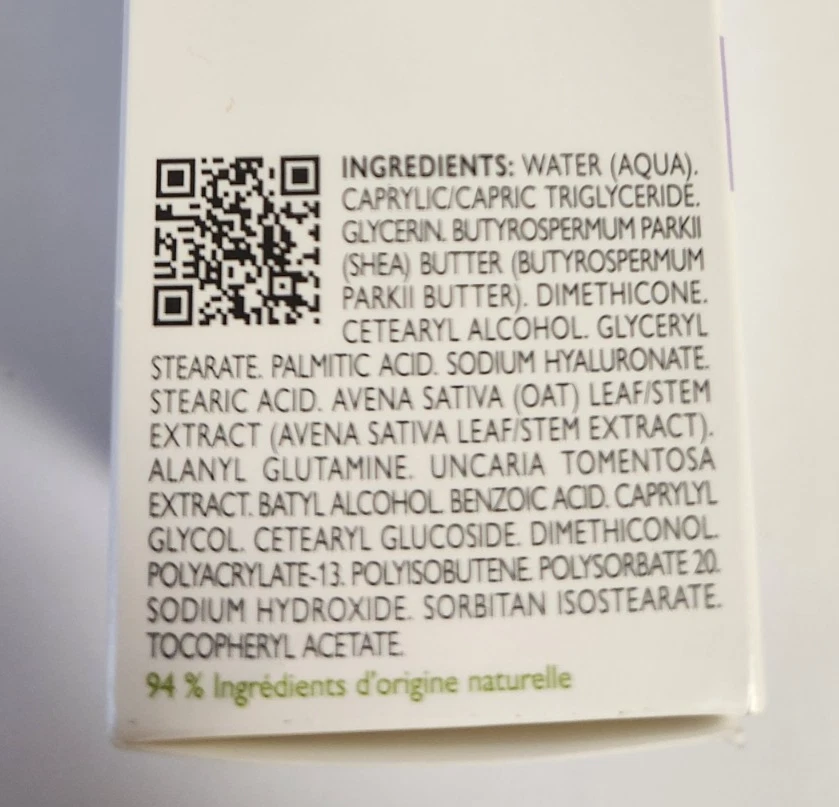 INGREDIENTS: WATER (AQUA).
CAPRYLIC/CAPRIC TRIGLYCERIDE.
GLYCERIN. BUTYROSPERMUM PARKII
(SHEA) BUTTER (BUTYROSPERMUM
PARKII BUTTER). DIMETHICONE.
CETEARYL ALCOHOL. GLYCERYL
STEARATE. PALMITIC ACID. SODIUM HYALURONATE.
STEARIC ACID. AVENA SATIVA (OAT) LEAF/STEM
EXTRACT (AVENA SATIVA LEAF/STEM EXTRACT).
ALANYL GLUTAMINE. UNCARIA TOMENTOSA
EXTRACT. BATYL ALCOHOL. BENZOIC ACID. CAPRYLYL
GLYCOL. CETEARYL GLUCOSIDE. DIMETHICONOL.
POLYACRYLATE-13. POLYISOBUTENE. POLYSORBATE 20.
SODIUM HYDROXIDE. SORBITAN ISOSTEARATE.
TOCOPHERYL ACETATE.
94 % Ingrédients d'origine naturelle